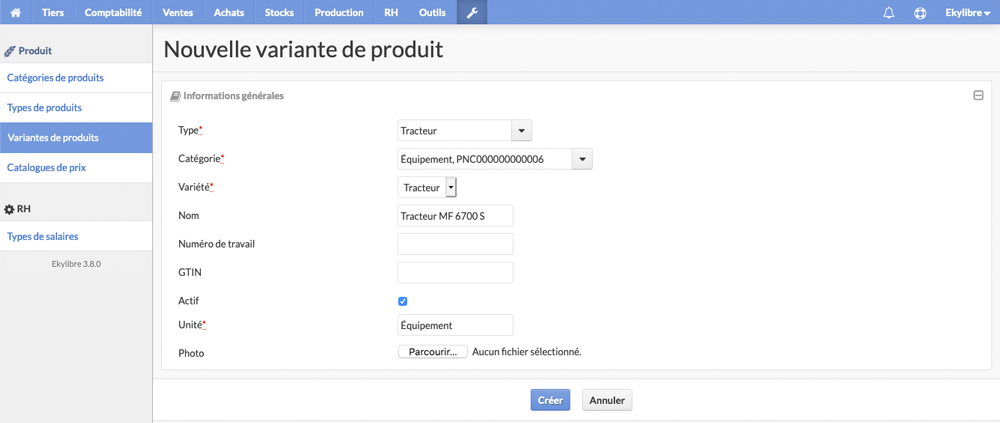 Tiers Comptabilité Ventes Achats Stocks Production RH Outils Ekylibre
Produit
Catégories de produits
Types de produits
Variantes de produits
Catalogues de prix
RH
Types de salaires
Ekylibre 3.8.0
Nouvelle variante de produit
Informations générales
Type* Tracteur
Catégorie* Équipement, PNC000000000006
Variété* Tracteur
Nom Tracteur MF 6700 S
Numéro de travail
GTIN
Actif
Unité* Équipement
Photo Parcourir... Aucun fichier sélectionné.
Créer Annuler